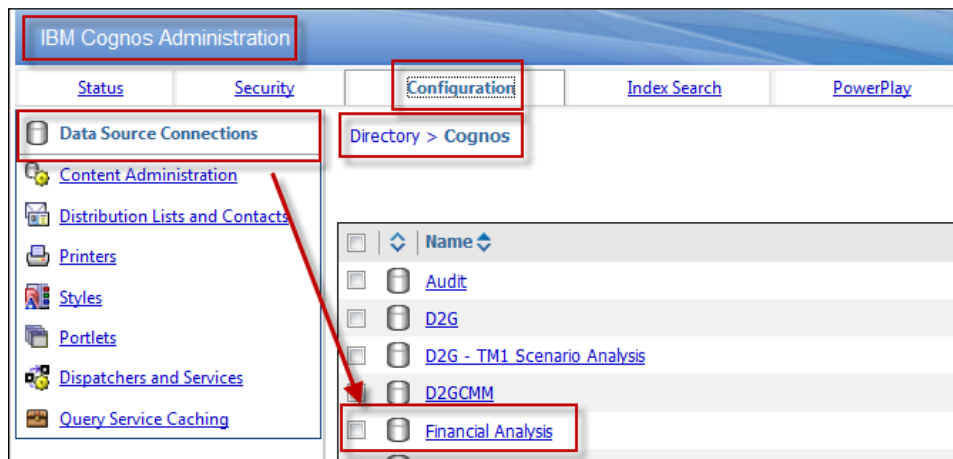 IBM Cognos Administration
Status Security Configuration Index Search PowerPlay
Data Source Connections
Content Administration
Distribution Lists and Contacts
Printers
Styles
Portlets
Dispatchers and Services
Query Service Caching
Directory > Cognos
Name
Audit
D2G
D2G - TM1 Scenario Analysis
D2GCMM
Financial Analysis